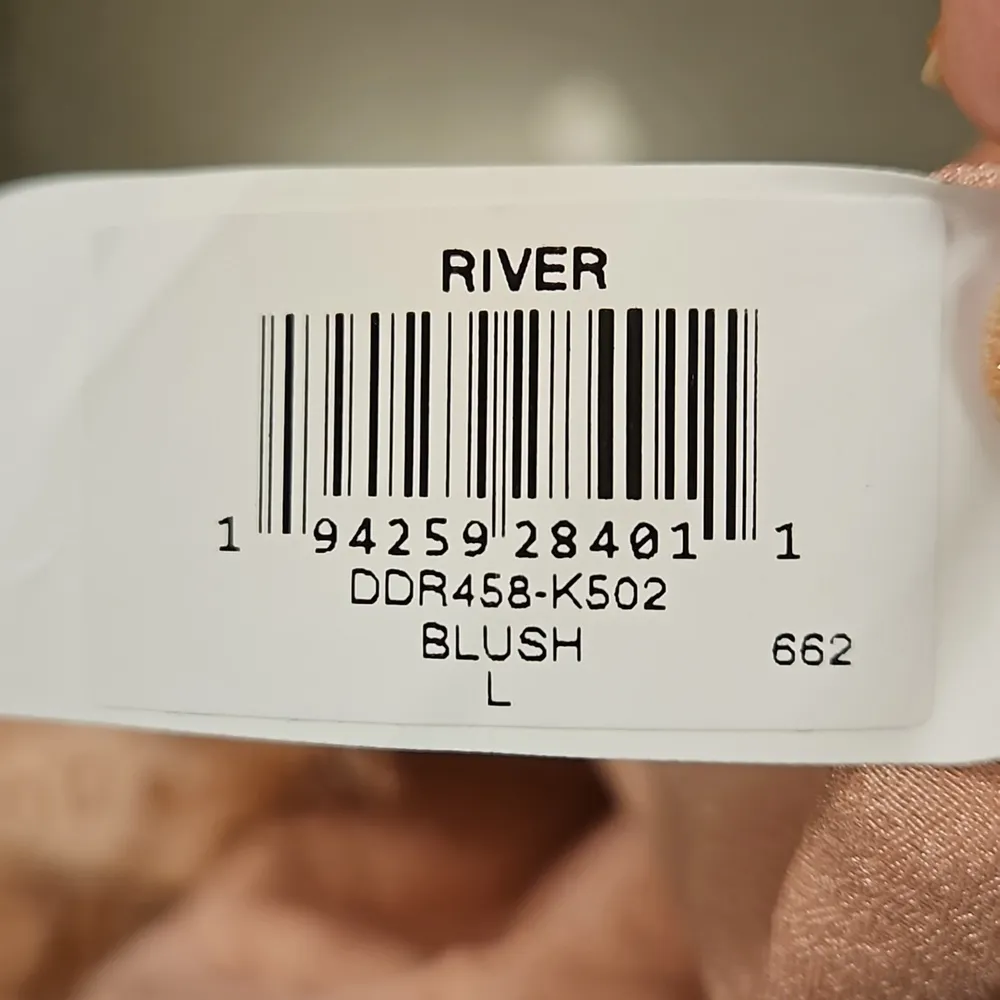 RIVER
1 94259 28401 1
DDR458-K502
BLUSH 662
L